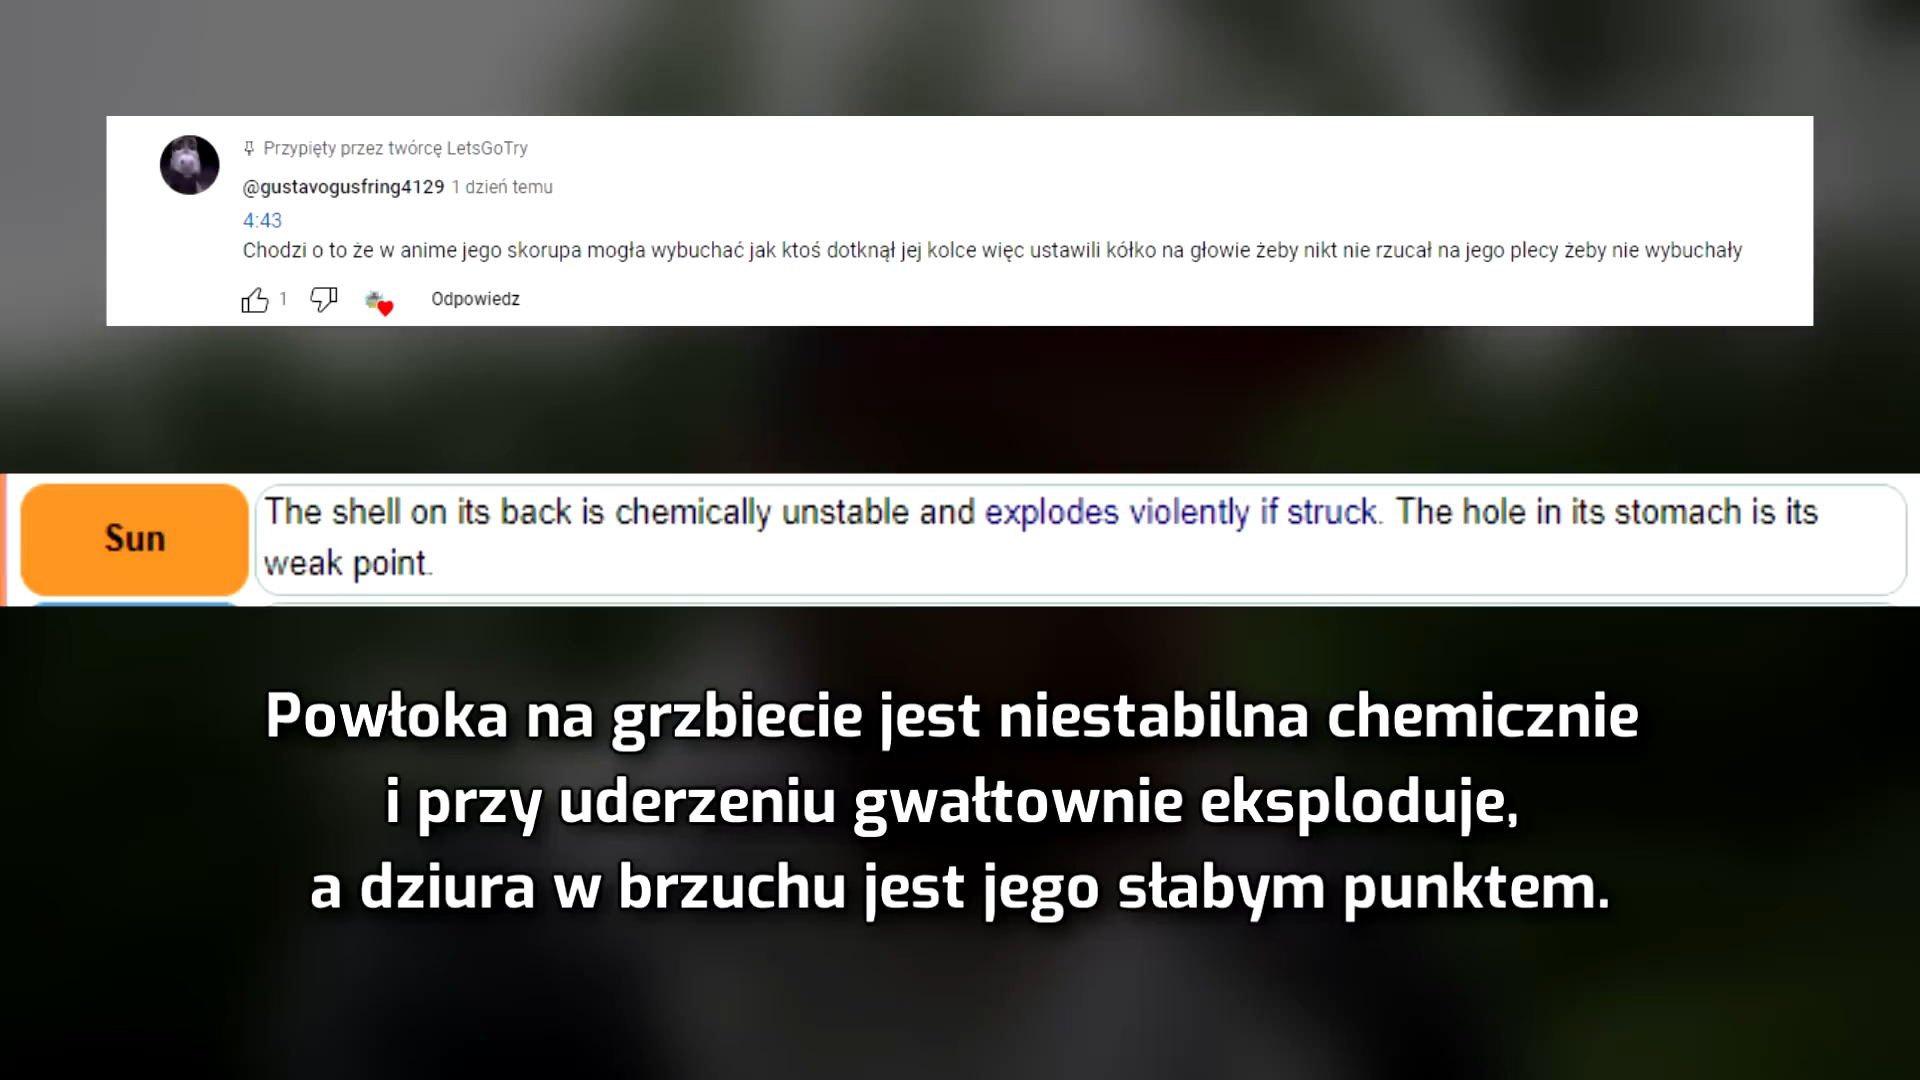 Przypięty przez twórcę LetsGoTry
@gustavogusfring4129 1 dzień temu
4:43
Chodzi o to że w anime jego skorupa mogła wybuchać jak ktoś dotknął jej kolce więc ustawili kółko na głowie żeby nikt nie rzucał na jego plecy żeby nie wybuchały
1 Odpowiedz
Sun
The shell on its back is chemically unstable and explodes violently if struck. The hole in its stomach is its
weak point.
Powłoka na grzbiecie jest niestabilna chemicznie
i przy uderzeniu gwałtownie eksploduje,
a dziura w brzuchu jest jego słabym punktem.